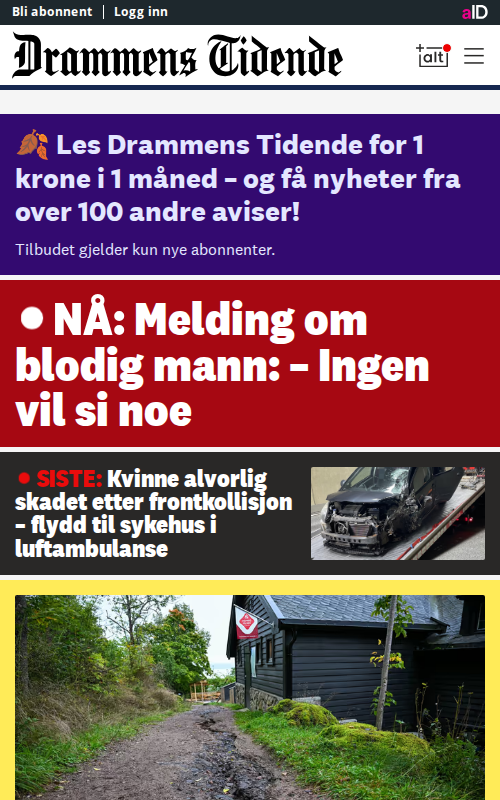 Bli abonnent
Logg inn
aID
Drammens Tidende
+alt
🍂 Les Drammens Tidende for 1
krone i 1 måned – og få nyheter fra
over 100 andre aviser!
Tilbudet gjelder kun nye abonnenter.
NÅ: Melding om
blodig mann: – Ingen
vil si noe
SISTE: Kvinne alvorlig
skadet etter frontkollisjon
– flydd til sykehus i
luftambulanse